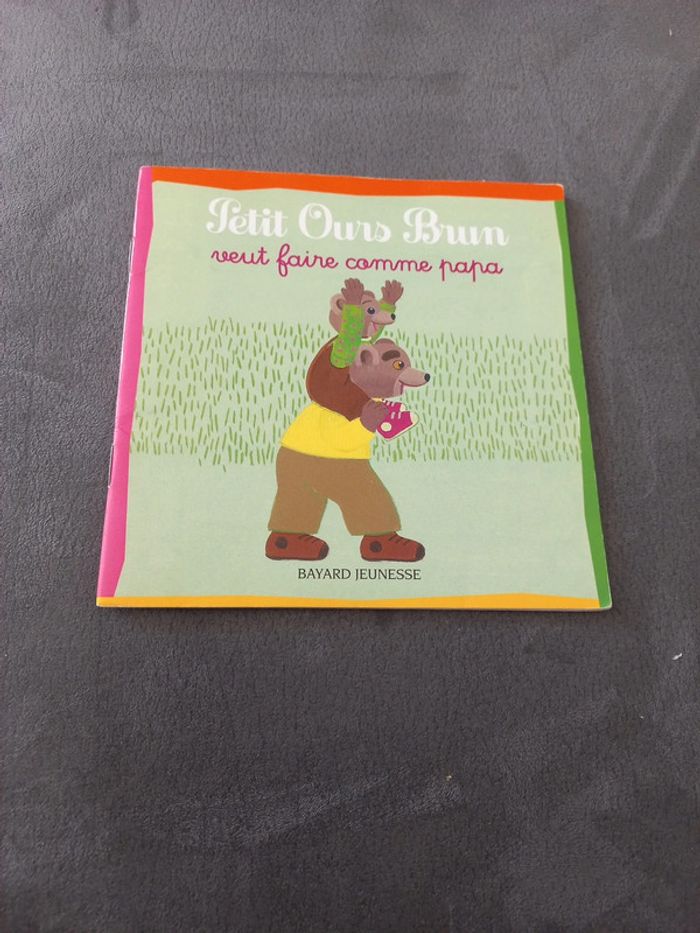 Petit Ours Brun
veut faire comme papa
BAYARD JEUNESSE